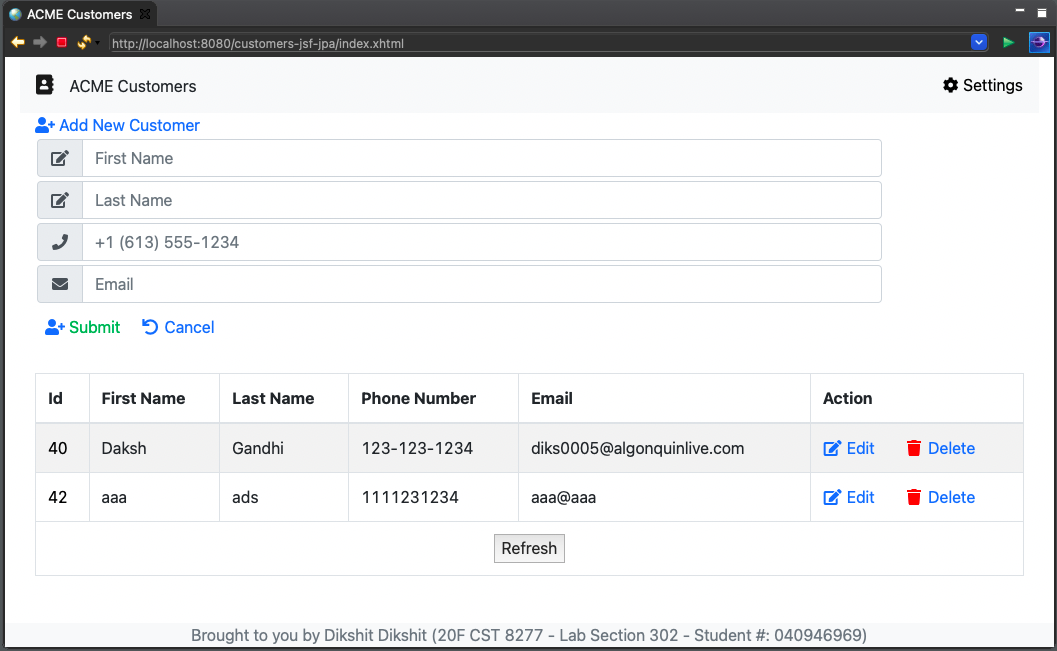 ACME Customers
http://localhost:8080/customers-jsf-jpa/index.xhtml
ACME Customers Settings
Add New Customer
First Name
Last Name
+1 (613) 555-1234
Email
Submit Cancel
Id First Name Last Name Phone Number Email Action
40 Daksh Gandhi 123-123-1234 diks0005@algonquinlive.com Edit Delete
42 aaa ads 1111231234 aaa@aaa Edit Delete
Refresh
Brought to you by Dikshit Dikshit (20F CST 8277 - Lab Section 302 - Student #: 040946969)